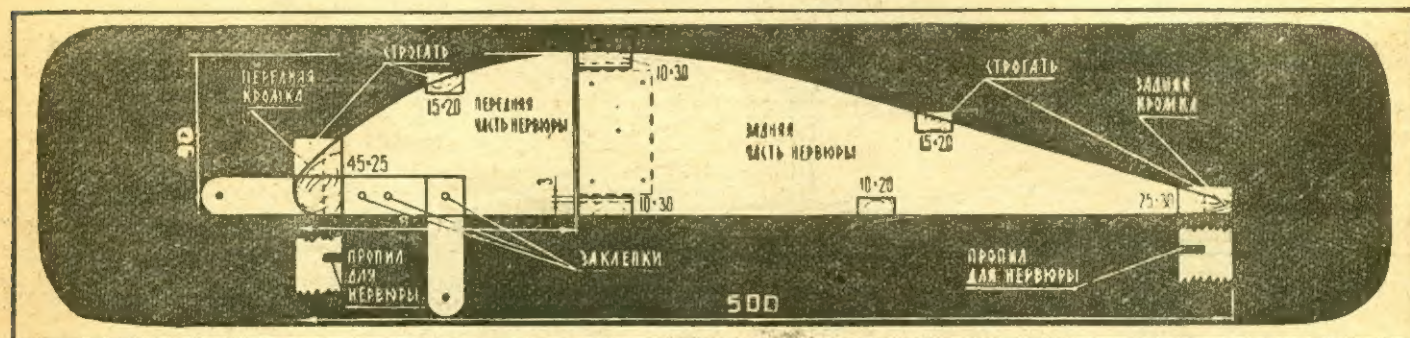 СТРОГАТЬ
ПЕРЕДНЯЯ
КРОМКА
15×20
ПЕРЕДНЯЯ
ЧАСТЬ НЕРВЮРЫ
10×30
СТРОГАТЬ
ЗАДНЯЯ
КРОМКА
15×20
ЗАДНЯЯ
ЧАСТЬ НЕРВЮРЫ
90
45×25
3
10×30
10×20
25×30
ПРОПИЛ
ДЛЯ
НЕРВЮРЫ
ЗАКЛЕПКИ
ПРОПИЛ
ДЛЯ НЕРВЮРЫ
500